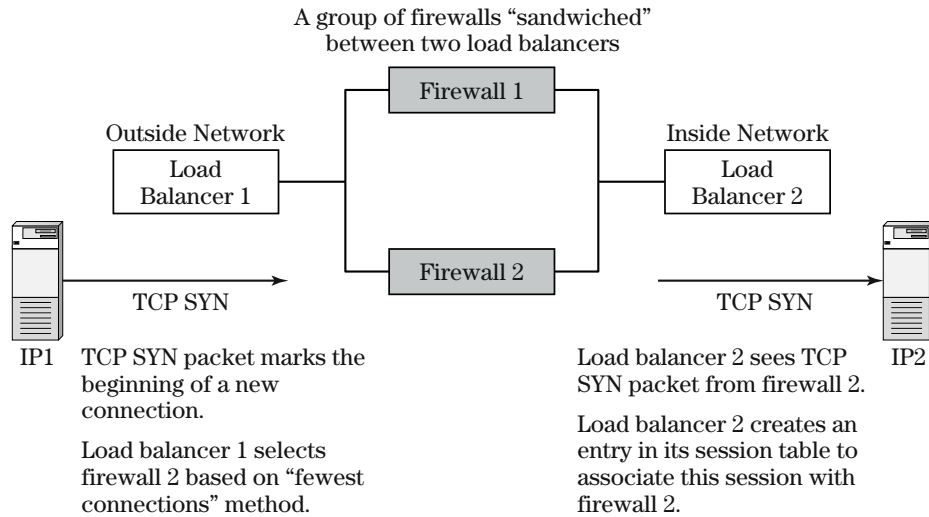 A group of firewalls “sandwiched”
between two load balancers
Firewall 1
Outside Network
Load
Balancer 1
Inside Network
Load
Balancer 2
Firewall 2
TCP SYN
TCP SYN
IP1
IP2
TCP SYN packet marks the
beginning of a new
connection.
Load balancer 1 selects
firewall 2 based on “fewest
connections” method.
Load balancer 2 sees TCP
SYN packet from firewall 2.
Load balancer 2 creates an
entry in its session table to
associate this session with
firewall 2.